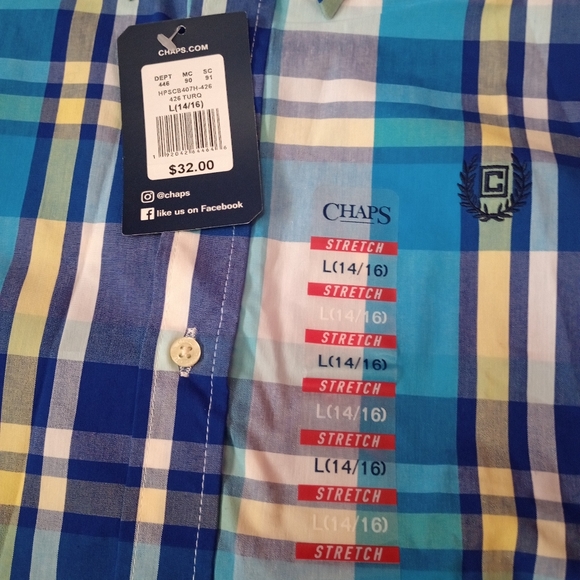 CHAPS.COM
DEPT MC SC
446 90 91
HPSCB407H-426
426 TURQ
L(14/16)
$32.00
@chaps
like us on Facebook
C
CHAPS
STRETCH
L(14/16)
STRETCH
L(14/16)
STRETCH
L(14/16)
STRETCH
L(14/16)
STRETCH
L(14/16)
STRETCH
L(14/16)
STRETCH